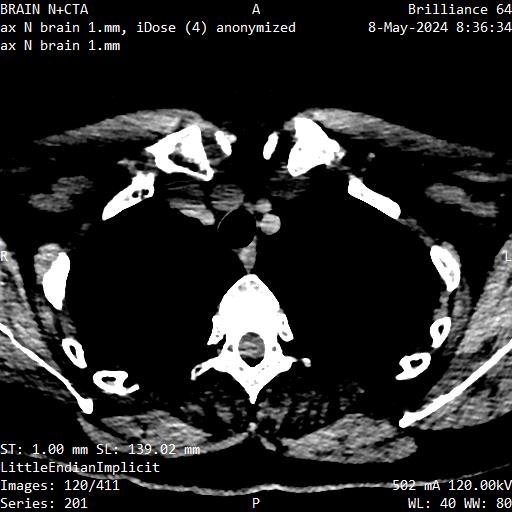 BRAIN N+CTA
A
Brilliance 64
ax N brain 1.mm, iDose (4) anonymized
8-May-2024 8:36:34
ax N brain 1.mm
R
L
ST: 1.00 mm SL: 139.02 mm
LittleEndianImplicit
Images: 120/411
502 mA 120.00kV
Series: 201
P
WL: 40 WW: 80